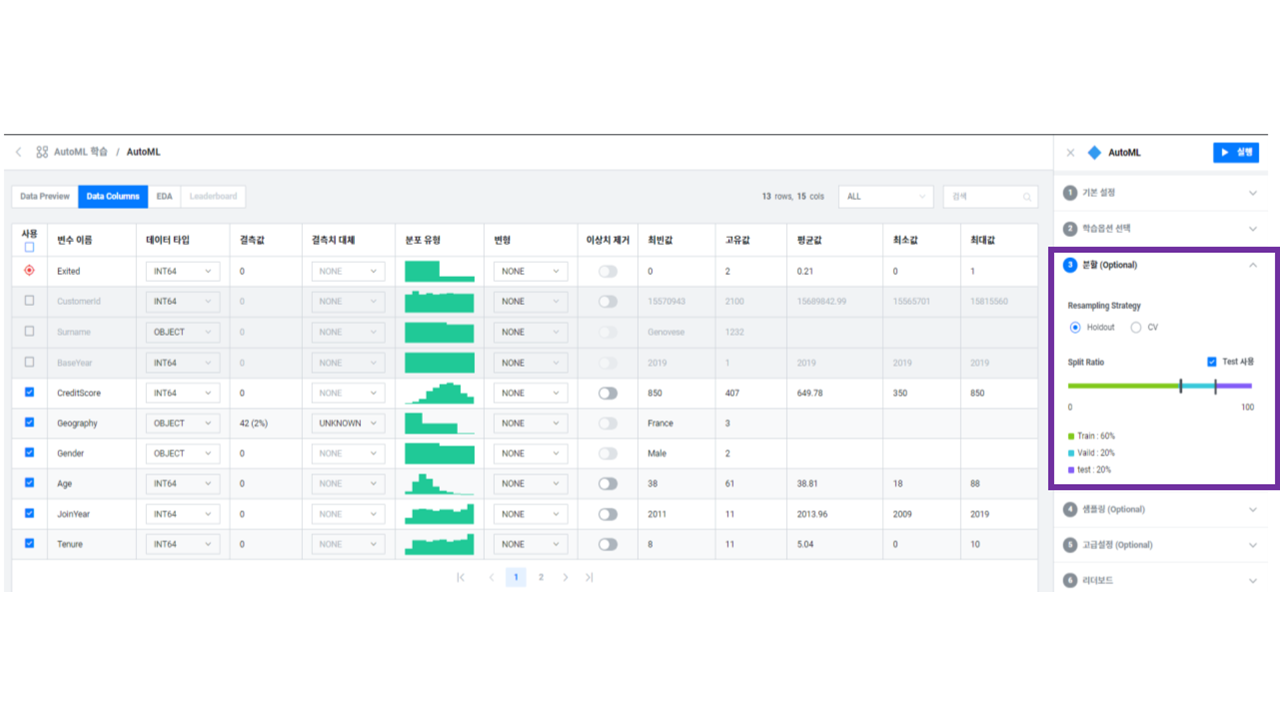 AutoML 학습 / AutoML
AutoML
실행
Data Preview Data Columns EDA Leaderboard
13 rows, 15 cols ALL 검색
사용 변수 이름 데이터 타입 결측값 결측치 대체 분포 유형 변형 이상치 제거 최빈값 고유값 평균값 최소값 최대값
Exited INT64 0 NONE NONE 0 2 0.21 0 1
CustomerId INT64 0 NONE NONE 15570943 2100 15689842.99 15565701 15815560
Surname OBJECT 0 NONE NONE Genovese 1232
BaseYear INT64 0 NONE NONE 2019 1 2019 2019 2019
CreditScore INT64 0 NONE NONE 850 407 649.78 350 850
Geography OBJECT 42 (2%) UNKNOWN NONE France 3
Gender OBJECT 0 NONE NONE Male 2
Age INT64 0 NONE NONE 38 61 38.81 18 88
JoinYear INT64 0 NONE NONE 2011 11 2013.96 2009 2019
Tenure INT64 0 NONE NONE 8 11 5.04 0 10
1 2
1 기본 설정
2 학습옵션 선택
3 분할 (Optional)
Resampling Strategy
Holdout CV
Split Ratio Test 사용
0 100
Train : 60%
Vaild : 20%
test : 20%
4 샘플링 (Optional)
5 고급설정 (Optional)
6 리더보드